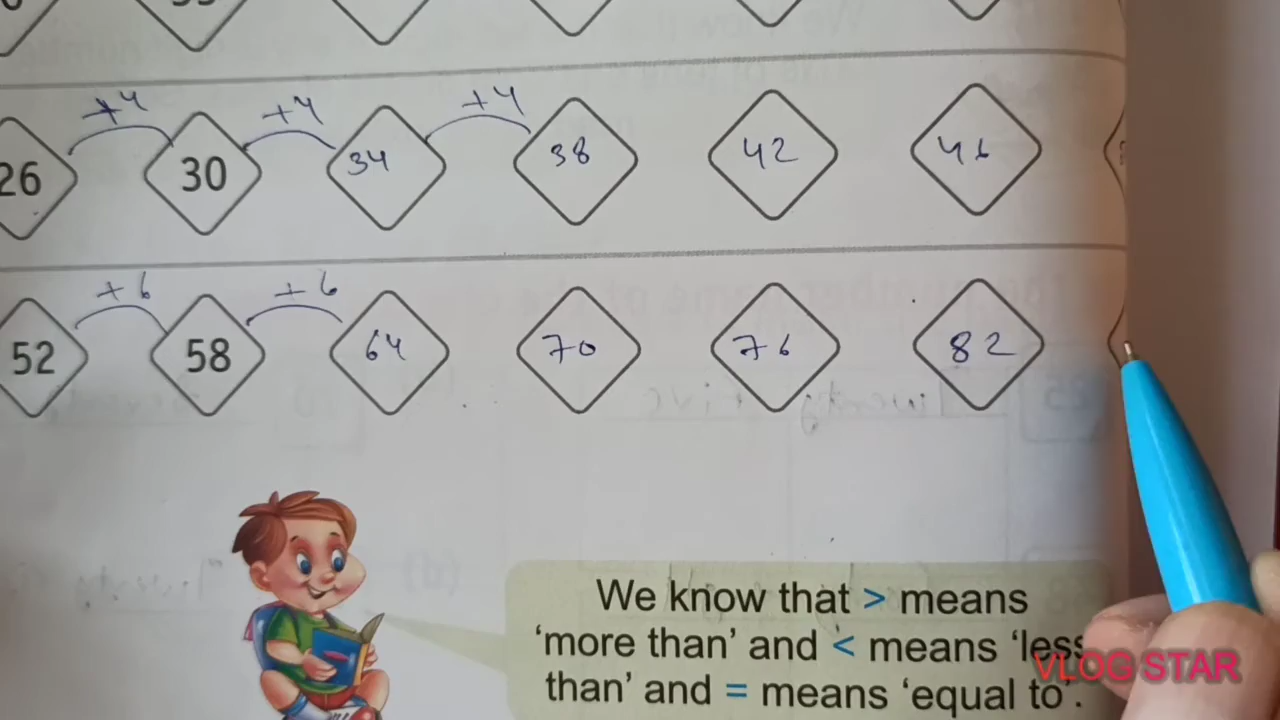 +4 +4 +4
26 30 34 38 42 46
+6 +6
52 58 64 70 76 82
We know that > means
'more than' and < means 'less
than' and = means 'equal to'.
VLOG STAR